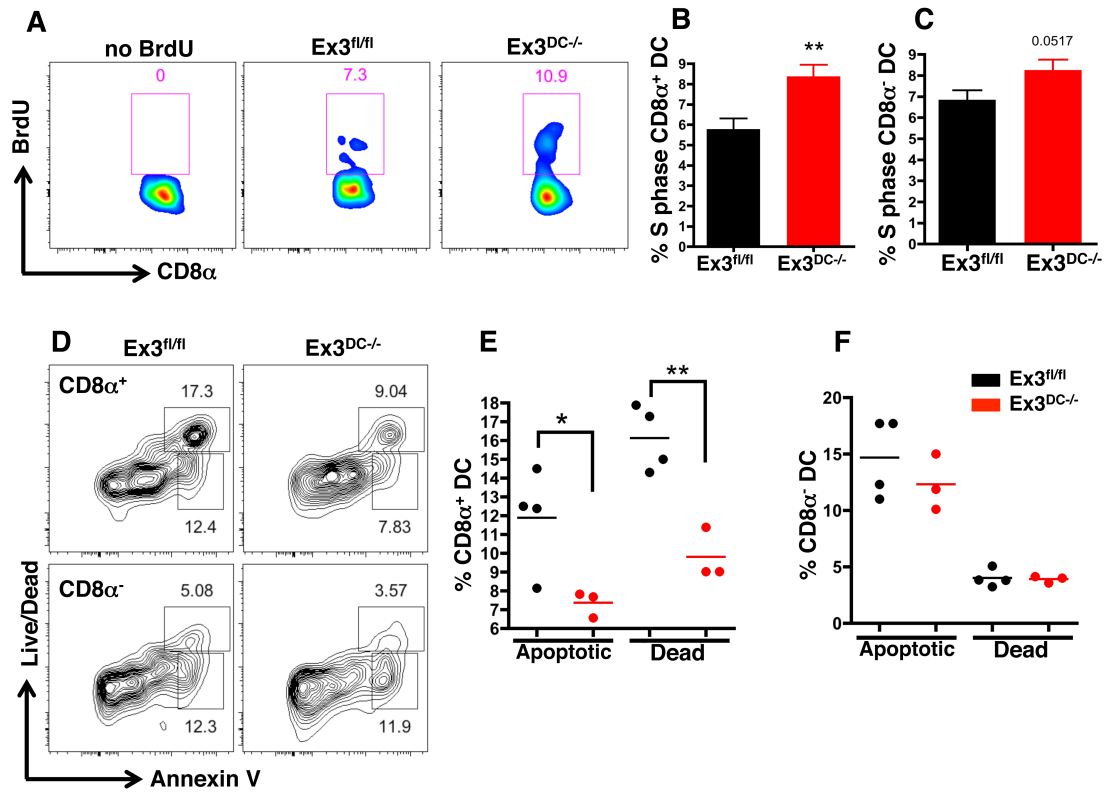 A
no BrdU
Ex3fl/fl
Ex3DC-/-
0
7.3
10.9
BrdU
CD8α
B
**
% S phase CD8α+ DC
9
8
7
6
5
4
3
2
1
0
Ex3fl/fl
Ex3DC-/-
C
0.0517
% S phase CD8α- DC
9
8
7
6
5
4
3
2
1
0
Ex3fl/fl
Ex3DC-/-
D
Ex3fl/fl
Ex3DC-/-
CD8α+
17.3
9.04
12.4
7.83
CD8α-
5.08
3.57
12.3
11.9
Live/Dead
Annexin V
E
**
*
% CD8α+ DC
18
17
16
15
14
13
12
11
10
9
8
7
6
Apoptotic
Dead
F
Ex3fl/fl
Ex3DC-/-
% CD8α- DC
20
15
10
5
0
Apoptotic
Dead